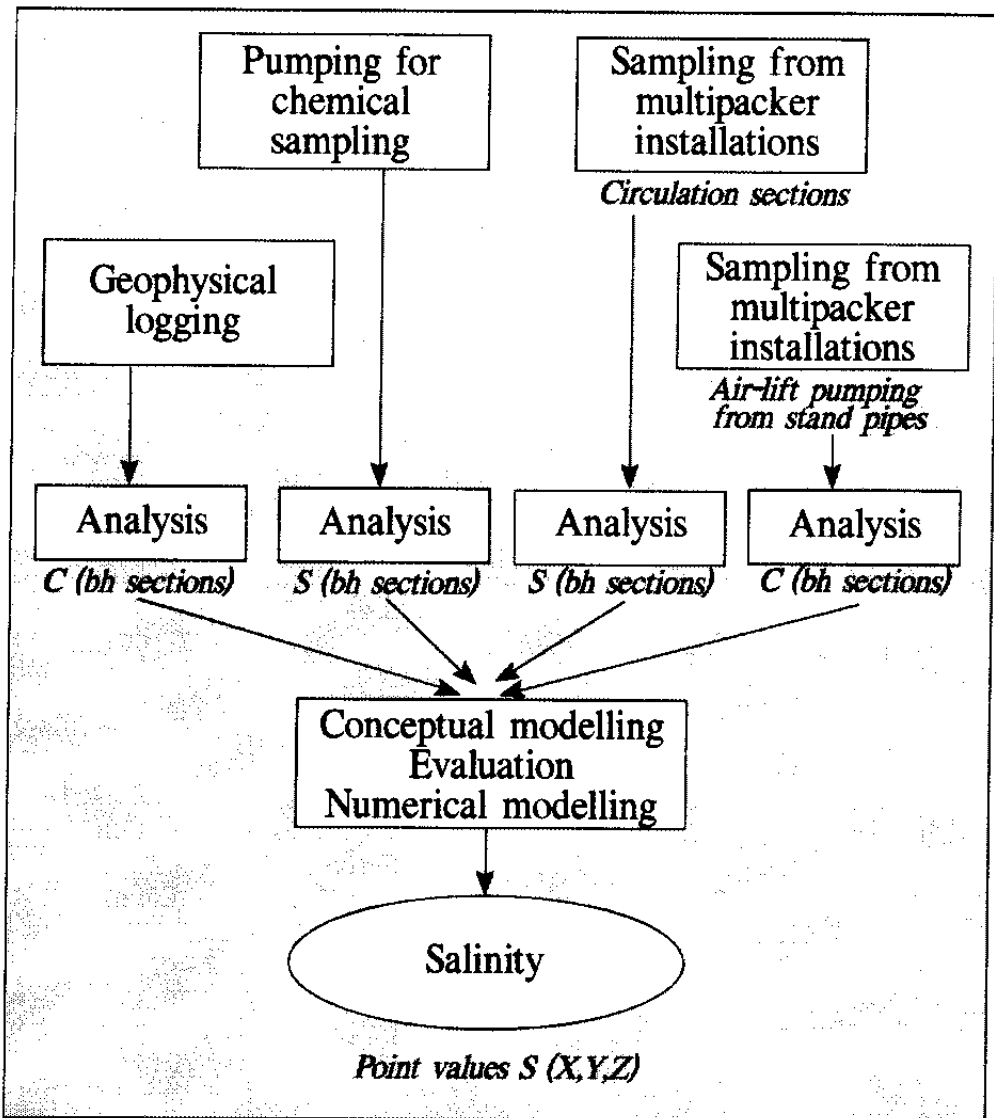 Pumping for
chemical
sampling
Sampling from
multipacker
installations
Circulation sections
Geophysical
logging
Sampling from
multipacker
installations
Air-lift pumping
from stand pipes
Analysis
C (bh sections)
Analysis
S (bh sections)
Analysis
S (bh sections)
Analysis
C (bh sections)
Conceptual modelling
Evaluation
Numerical modelling
Salinity
Point values S (X,Y,Z)